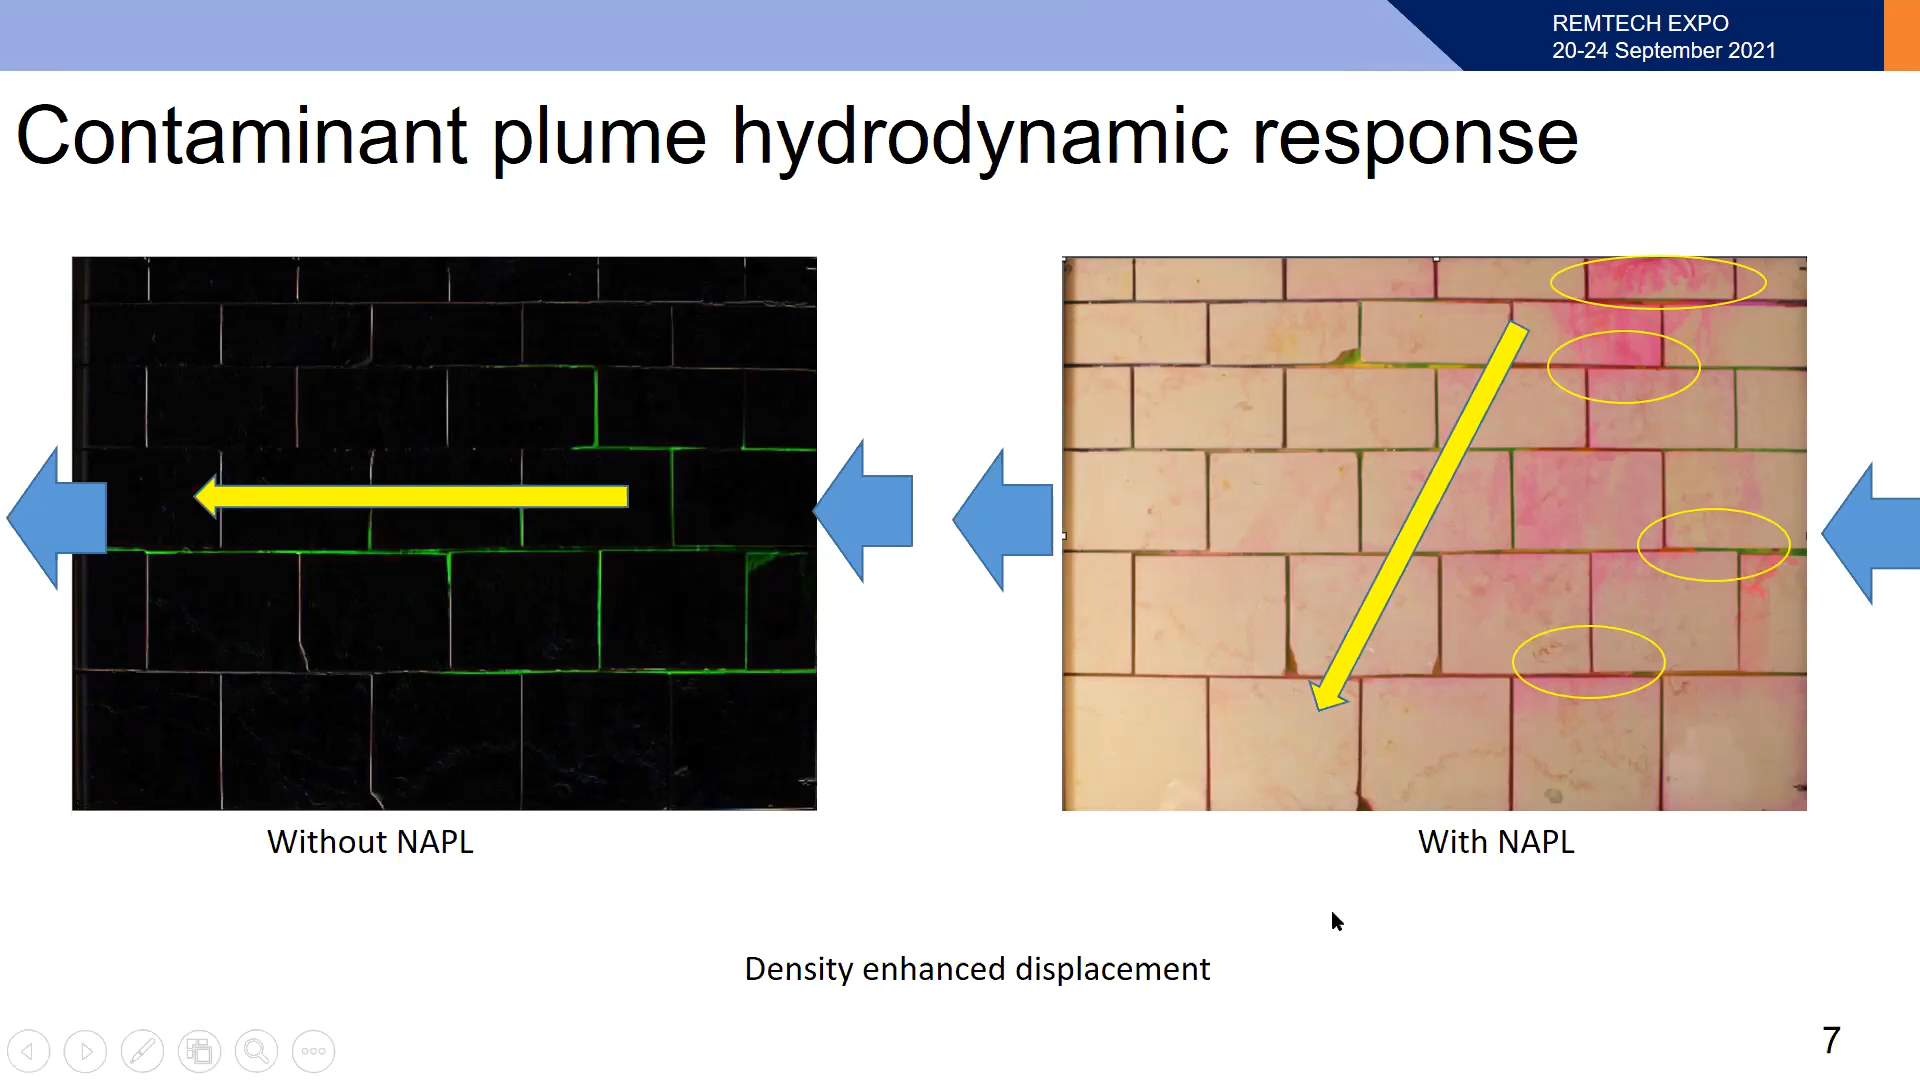 REMTECH EXPO
20-24 September 2021
Contaminant plume hydrodynamic response
Without NAPL
With NAPL
Density enhanced displacement
7